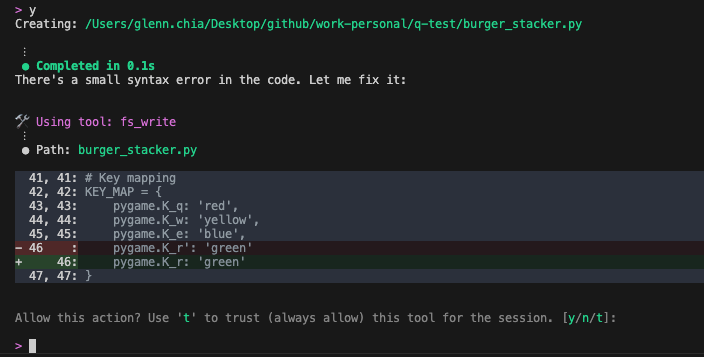 > y
Creating: /Users/glenn.chia/Desktop/github/work-personal/q-test/burger_stacker.py
⋮
● Completed in 0.1s
There's a small syntax error in the code. Let me fix it:
🛠️ Using tool: fs_write
⋮
● Path: burger_stacker.py
41, 41: # Key mapping
42, 42: KEY_MAP = {
43, 43:     pygame.K_q: 'red',
44, 44:     pygame.K_w: 'yellow',
45, 45:     pygame.K_e: 'blue',
- 46    :     pygame.K_r': 'green'
+     46:     pygame.K_r: 'green'
47, 47: }
Allow this action? Use 't' to trust (always allow) this tool for the session. [y/n/t]:
>